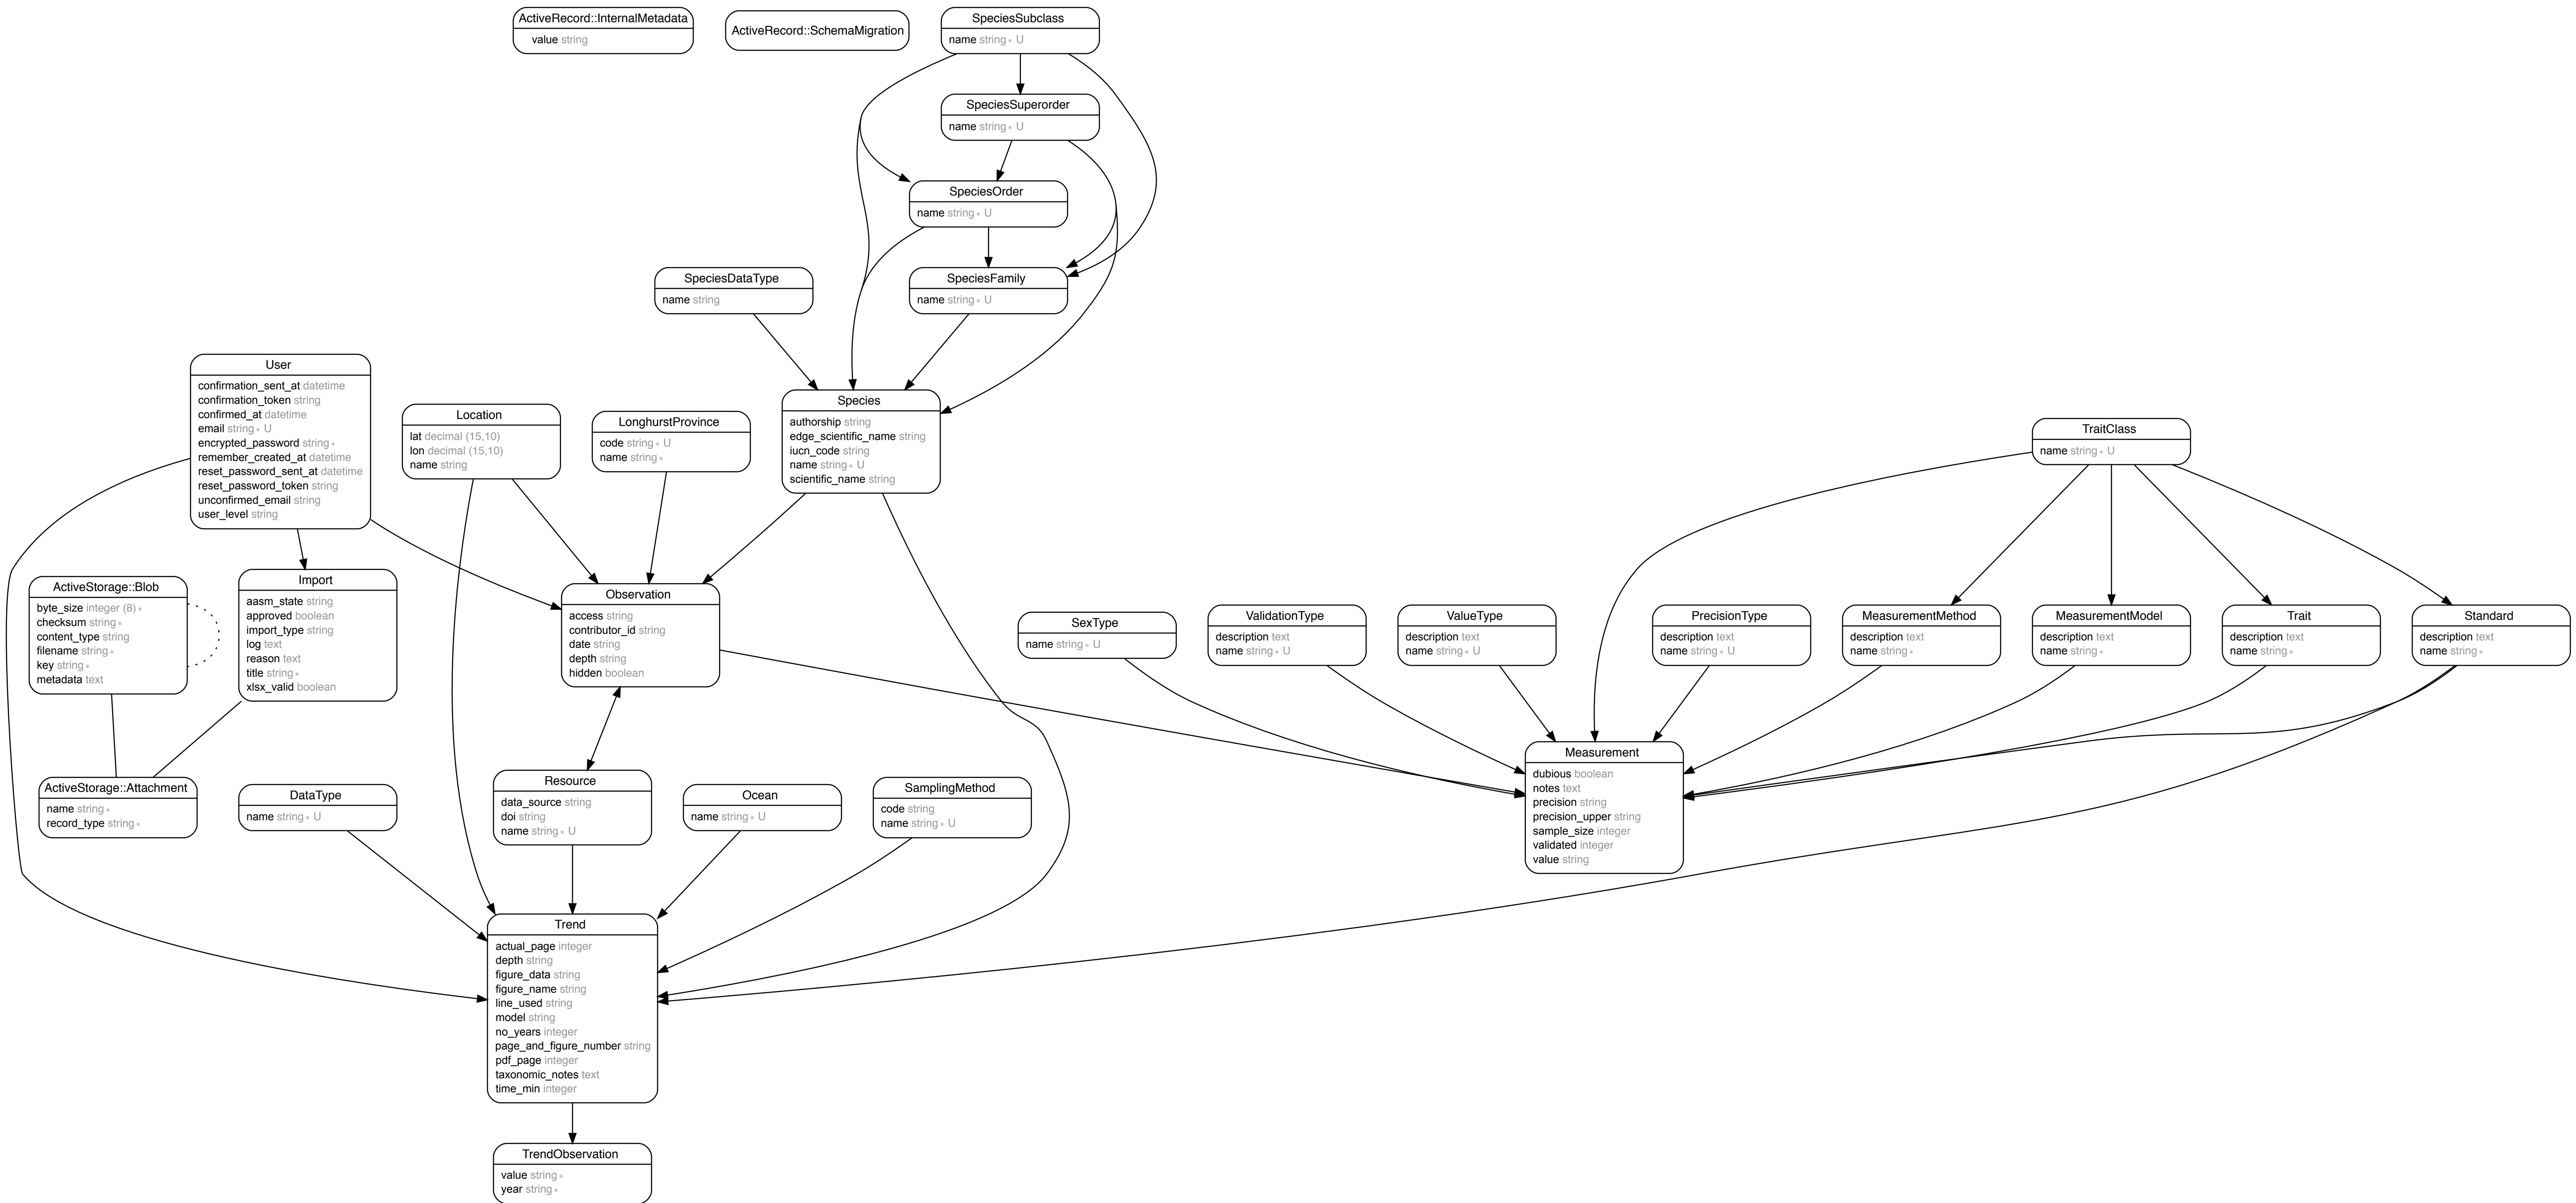 ActiveRecord::InternalMetadata
value string
ActiveRecord::SchemaMigration
SpeciesSubclass
name string∗ U
SpeciesSuperorder
name string∗ U
SpeciesOrder
name string∗ U
SpeciesDataType
name string
SpeciesFamily
name string∗ U
User
confirmation_sent_at datetime
confirmation_token string
confirmed_at datetime
email string∗ U
encrypted_password string∗
remember_created_at datetime
reset_password_sent_at datetime
reset_password_token string
unconfirmed_email string
user_level string
Location
lat decimal (15,10)
lon decimal (15,10)
name string
LonghurstProvince
code string∗ U
name string∗
Species
authorship string
edge_scientific_name string
iucn_code string
name string∗ U
scientific_name string
TraitClass
name string∗ U
ActiveStorage::Blob
byte_size integer (8)∗
checksum string∗
content_type string
filename string∗
key string∗
metadata text
Import
aasm_state string
approved boolean
import_type string
log text
reason text
title string∗
xlsx_valid boolean
Observation
access string
contributor_id string
date string
depth string
hidden boolean
SexType
name string∗ U
ValidationType
description text
name string∗ U
ValueType
description text
name string∗ U
PrecisionType
description text
name string∗ U
MeasurementMethod
description text
name string∗
MeasurementModel
description text
name string∗
Trait
description text
name string∗
Standard
description text
name string∗
ActiveStorage::Attachment
name string∗
record_type string∗
DataType
name string∗ U
Resource
data_source string
doi string
name string∗ U
Ocean
name string∗ U
SamplingMethod
code string
name string∗ U
Measurement
dubious boolean
notes text
precision string
precision_upper string
sample_size integer
validated integer
value string
Trend
actual_page integer
depth string
figure_data string
figure_name string
line_used string
model string
no_years integer
page_and_figure_number string
pdf_page integer
taxonomic_notes text
time_min integer
TrendObservation
value string∗
year string∗